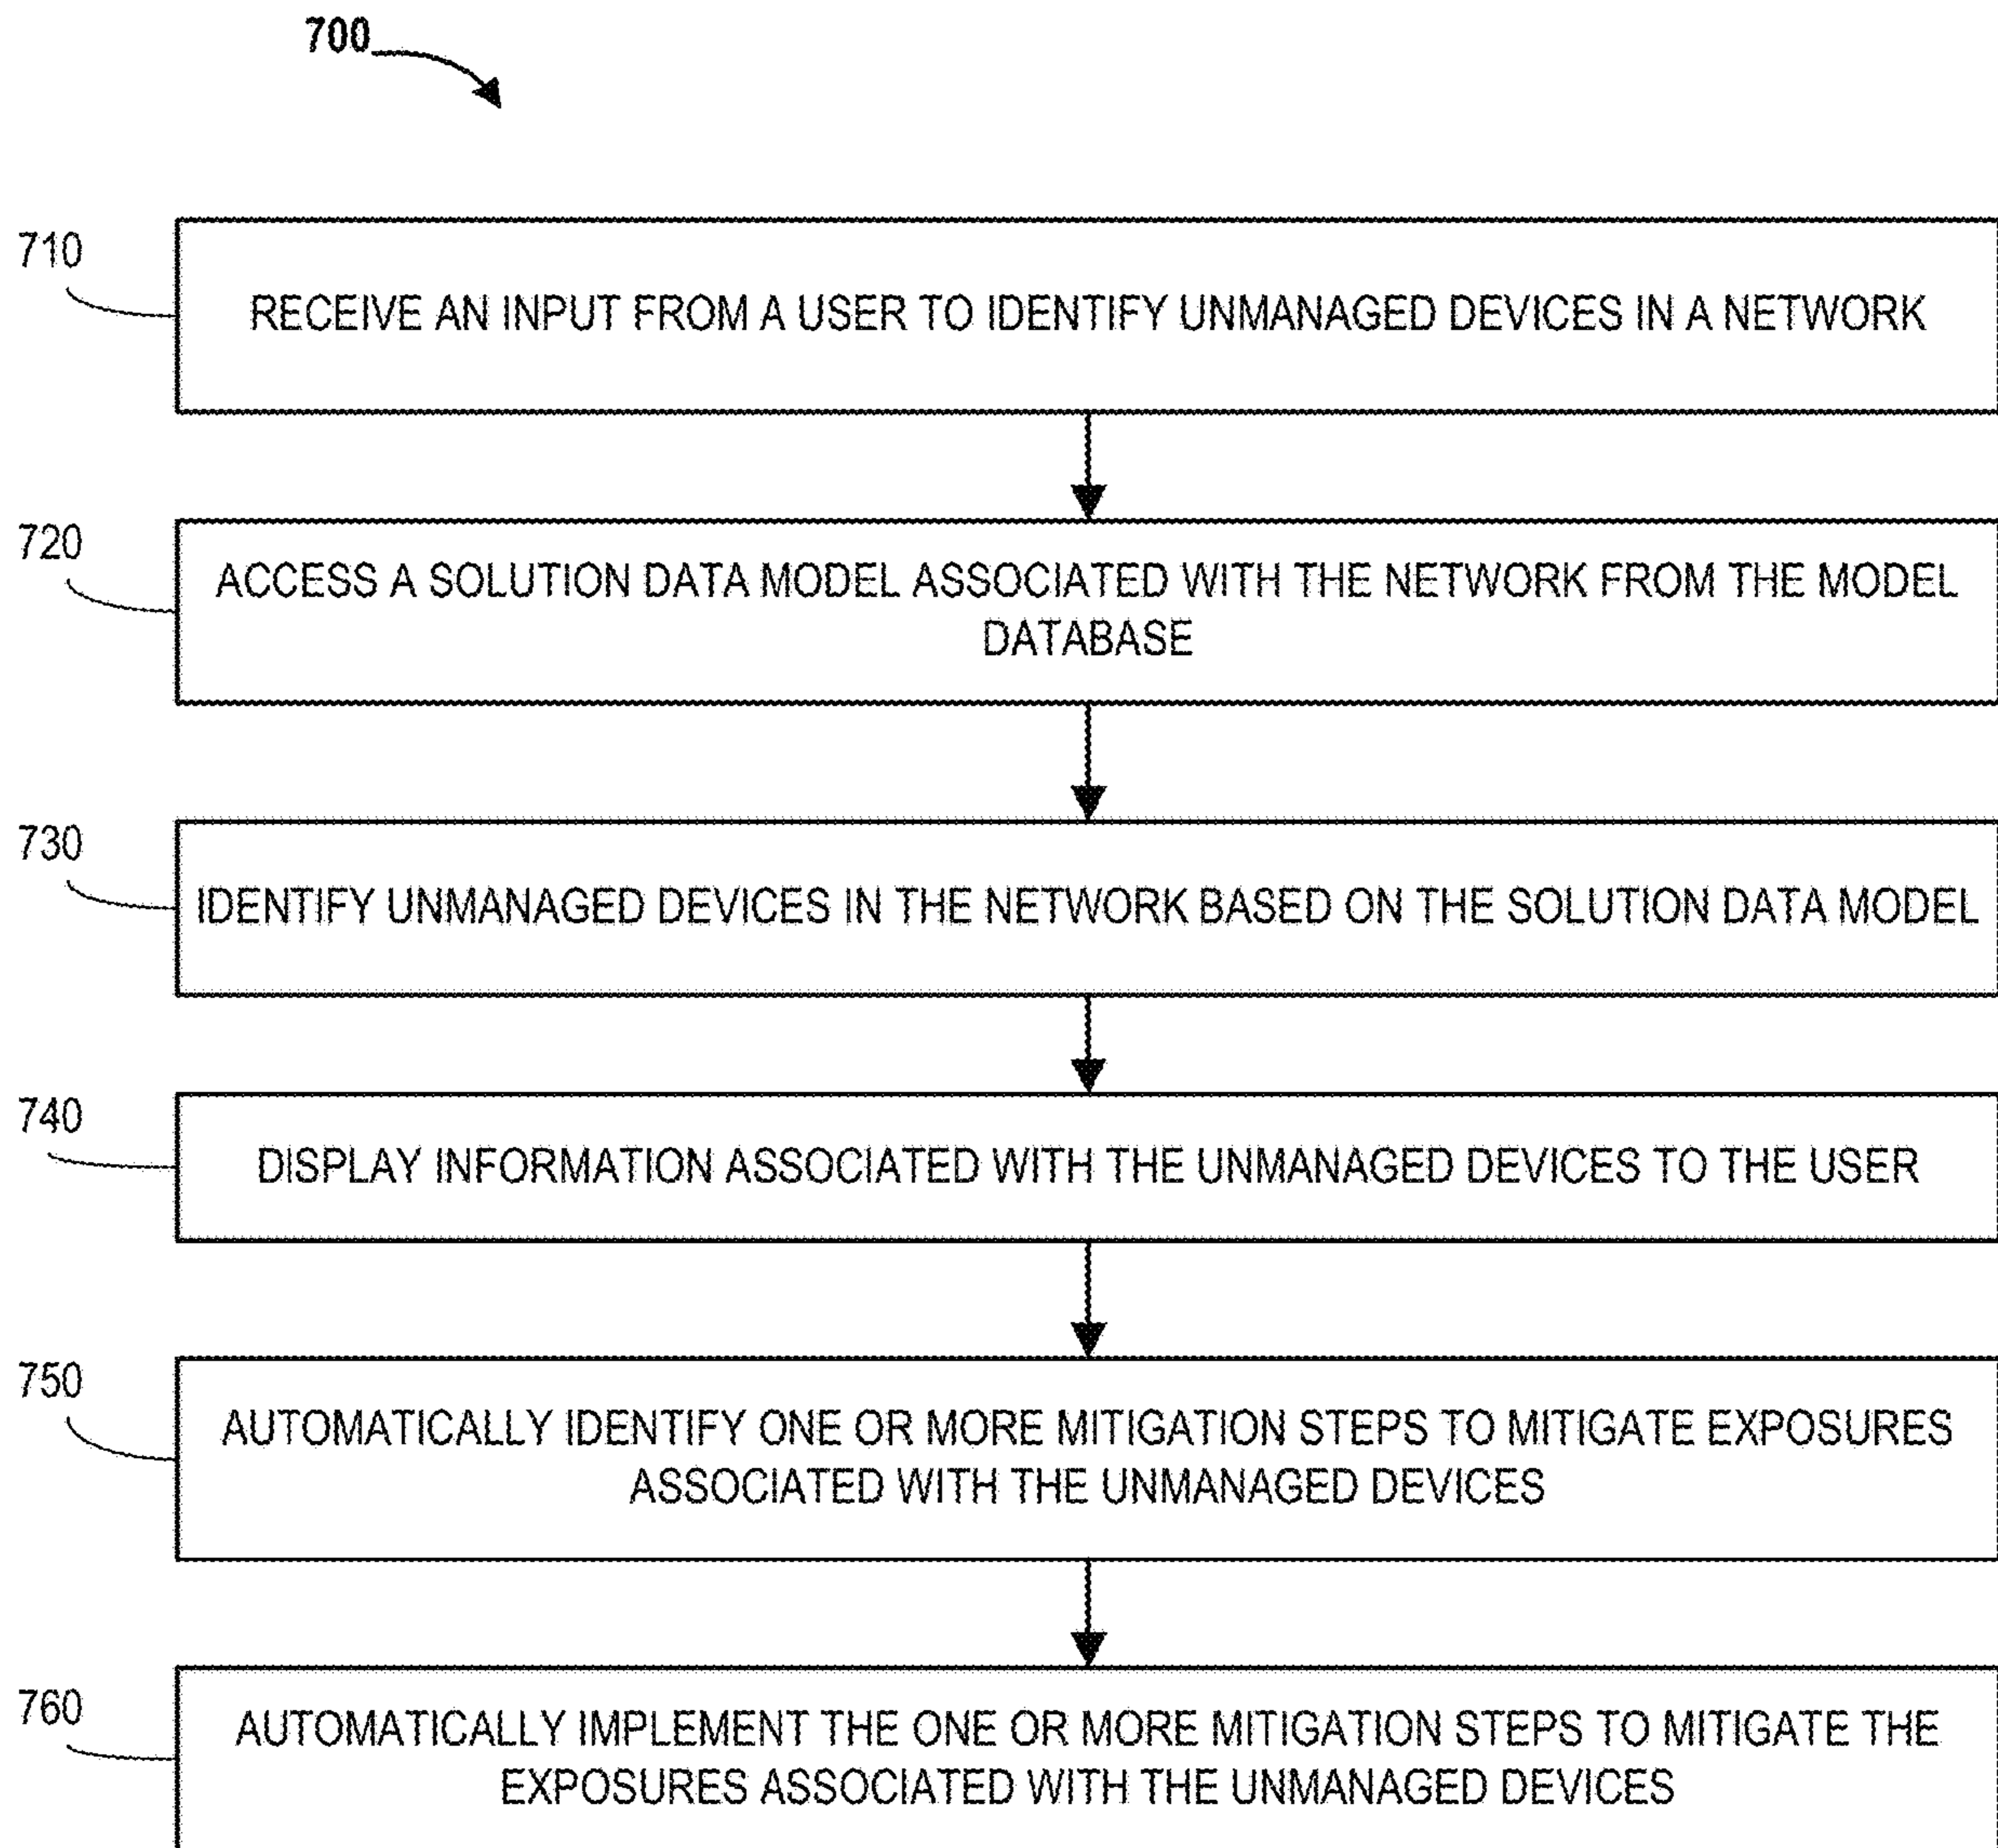 700
710
RECEIVE AN INPUT FROM A USER TO IDENTIFY UNMANAGED DEVICES IN A NETWORK
720
ACCESS A SOLUTION DATA MODEL ASSOCIATED WITH THE NETWORK FROM THE MODEL
DATABASE
730
IDENTIFY UNMANAGED DEVICES IN THE NETWORK BASED ON THE SOLUTION DATA MODEL
740
DISPLAY INFORMATION ASSOCIATED WITH THE UNMANAGED DEVICES TO THE USER
750
AUTOMATICALLY IDENTIFY ONE OR MORE MITIGATION STEPS TO MITIGATE EXPOSURES
ASSOCIATED WITH THE UNMANAGED DEVICES
760
AUTOMATICALLY IMPLEMENT THE ONE OR MORE MITIGATION STEPS TO MITIGATE THE
EXPOSURES ASSOCIATED WITH THE UNMANAGED DEVICES